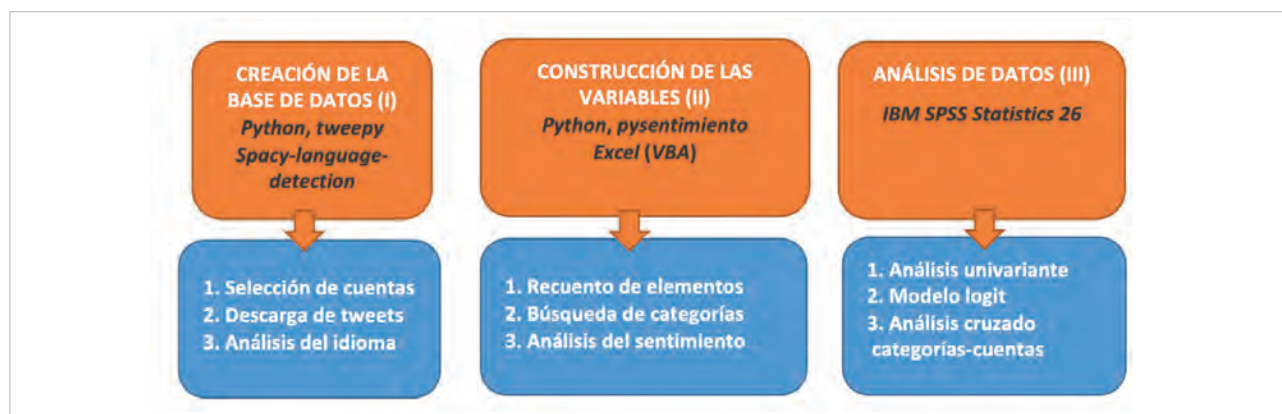 CREACIÓN DE LA
BASE DE DATOS (I)
Python, tweepy
Spacy-language-
detection
1. Selección de cuentas
2. Descarga de tweets
3. Análisis del idioma
CONSTRUCCIÓN DE LAS
VARIABLES (II)
Python, pysentimiento
Excel (VBA)
1. Recuento de elementos
2. Búsqueda de categorías
3. Análisis del sentimiento
ANÁLISIS DE DATOS (III)
IBM SPSS Statistics 26
1. Análisis univariante
2. Modelo logit
3. Análisis cruzado
categorías-cuentas